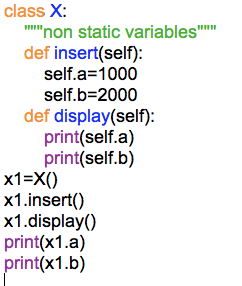 class X:
    """non static variables"""
    def insert(self):
        self.a=1000
        self.b=2000
    def display(self):
        print(self.a)
        print(self.b)
x1=X()
x1.insert()
x1.display()
print(x1.a)
print(x1.b)